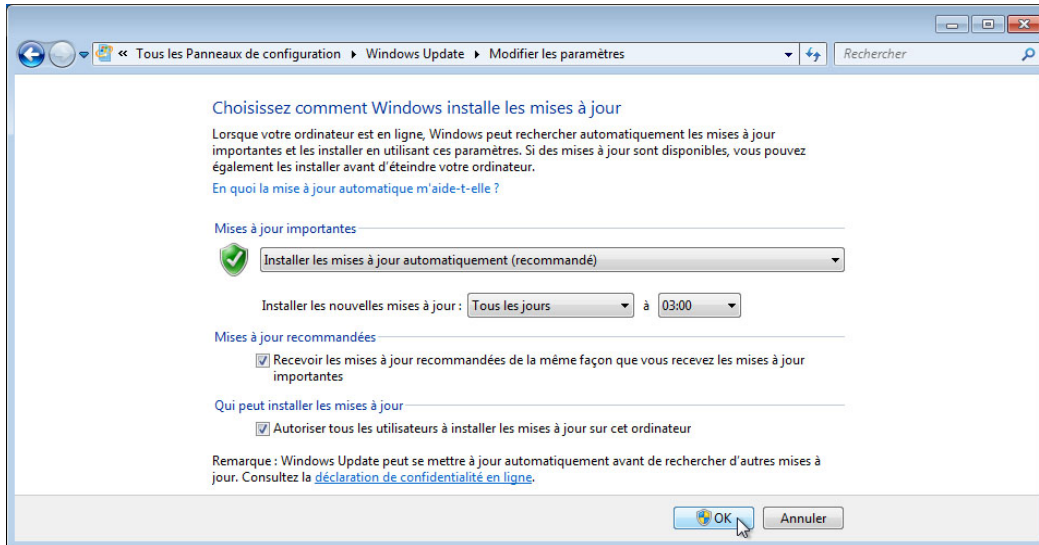 « Tous les Panneaux de configuration ▸ Windows Update ▸ Modifier les paramètres
Rechercher
Choisissez comment Windows installe les mises à jour
Lorsque votre ordinateur est en ligne, Windows peut rechercher automatiquement les mises à jour
importantes et les installer en utilisant ces paramètres. Si des mises à jour sont disponibles, vous pouvez
également les installer avant d'éteindre votre ordinateur.
En quoi la mise à jour automatique m'aide-t-elle ?
Mises à jour importantes
Installer les mises à jour automatiquement (recommandé)
Installer les nouvelles mises à jour : Tous les jours à 03:00
Mises à jour recommandées
Recevoir les mises à jour recommandées de la même façon que vous recevez les mises à jour
importantes
Qui peut installer les mises à jour
Autoriser tous les utilisateurs à installer les mises à jour sur cet ordinateur
Remarque : Windows Update peut se mettre à jour automatiquement avant de rechercher d'autres mises à
jour. Consultez la déclaration de confidentialité en ligne.
OK Annuler